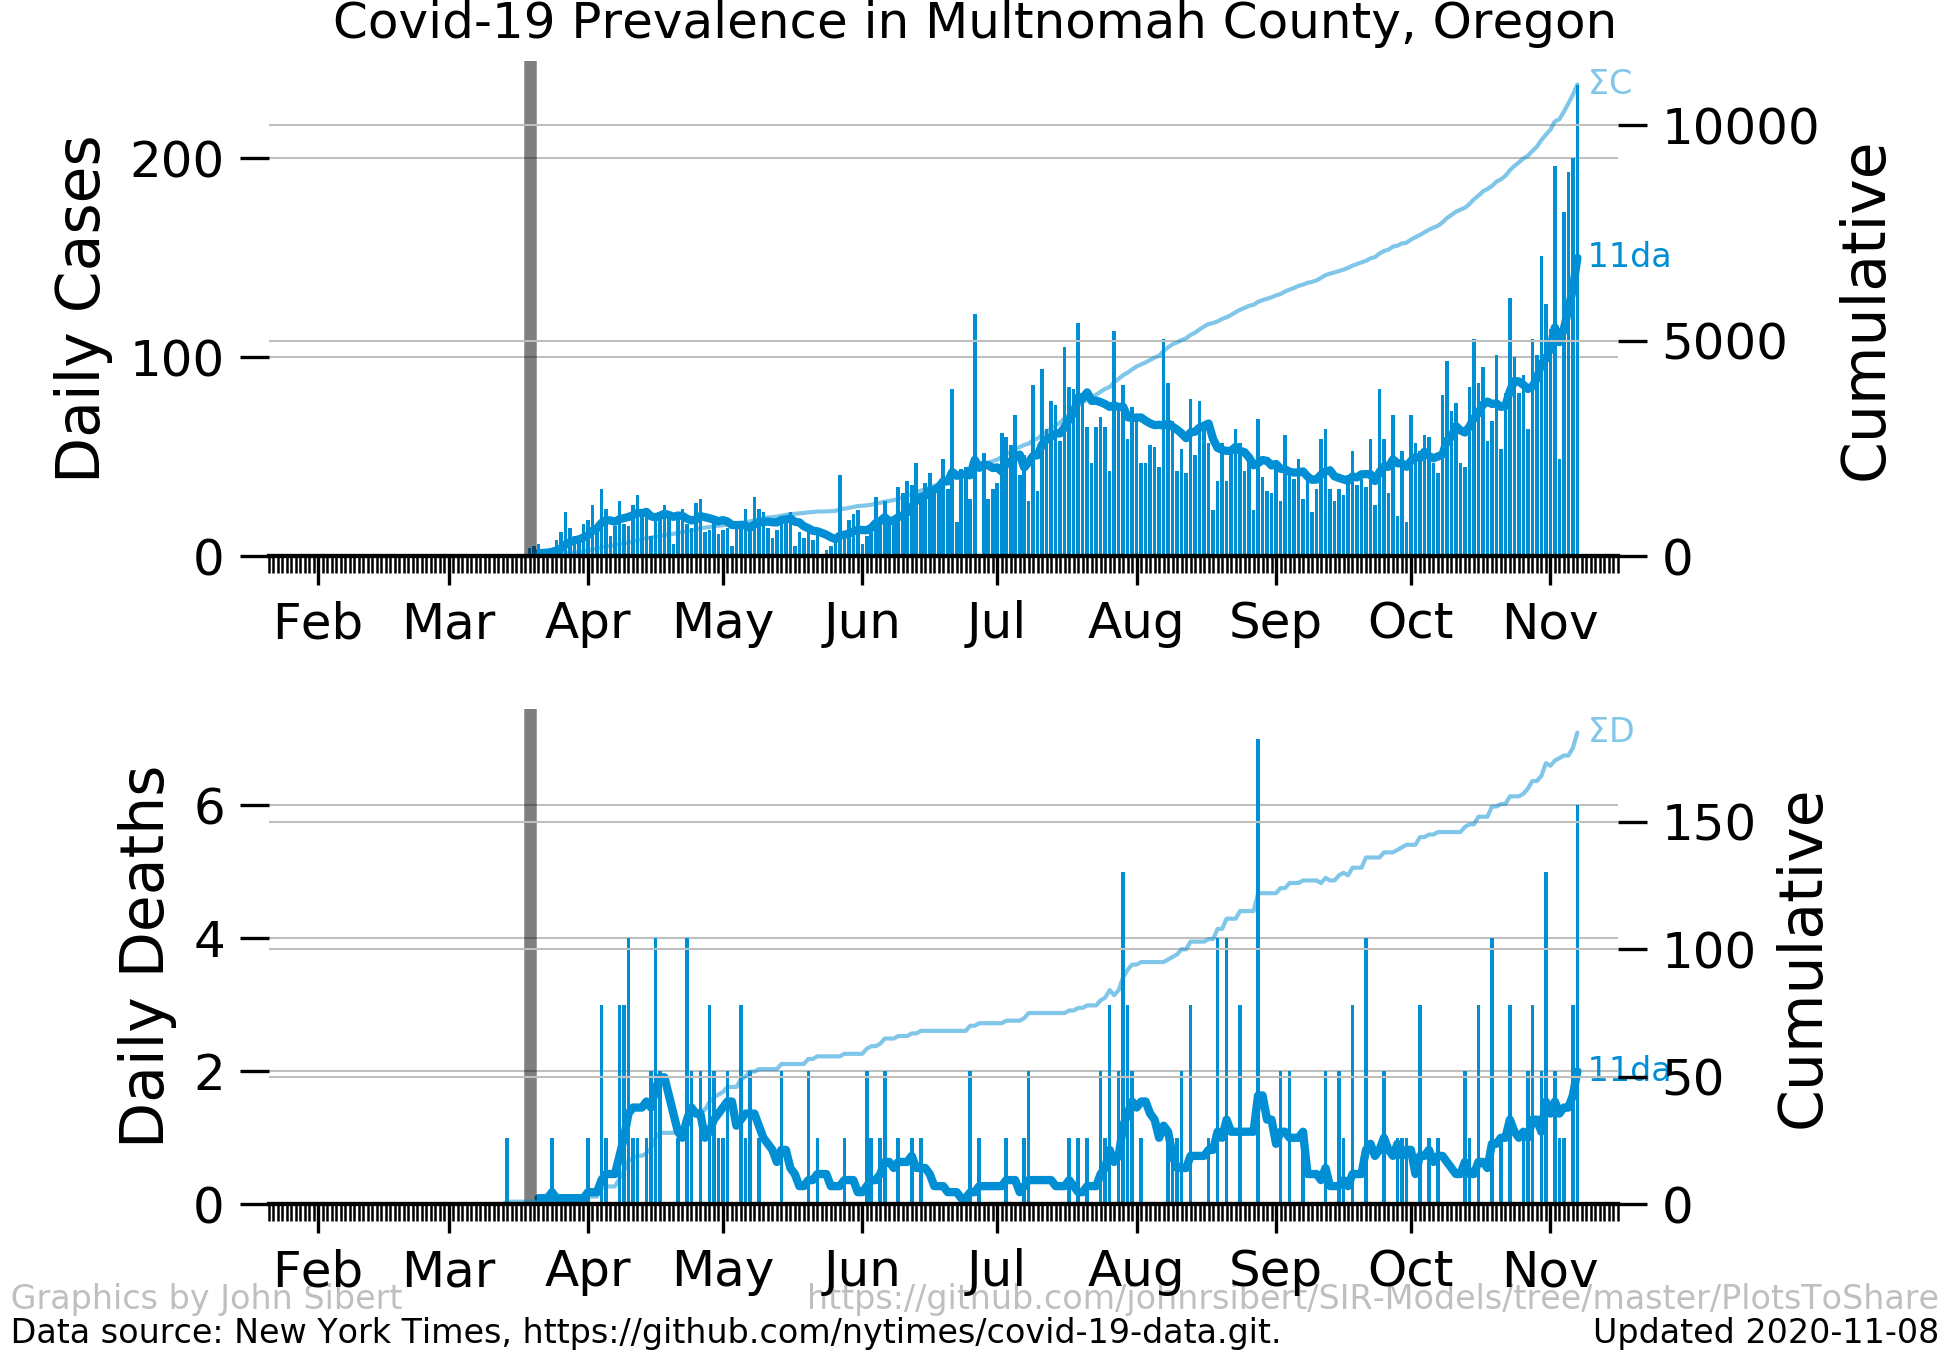 Covid-19 Prevalence in Multnomah County, Oregon
ΣC
10000
200
Daily Cases
Cumulative
11da
5000
100
0
0
Feb Mar Apr May Jun Jul Aug Sep Oct Nov
ΣD
6
150
Daily Deaths
Cumulative
4
100
2
11da
50
0
0
Feb Mar Apr May Jun Jul Aug Sep Oct Nov
Graphics by John Sibert https://github.com/johnrsibert/SIR-Models/tree/master/PlotsToShare
Data source: New York Times, https://github.com/nytimes/covid-19-data.git. Updated 2020-11-08